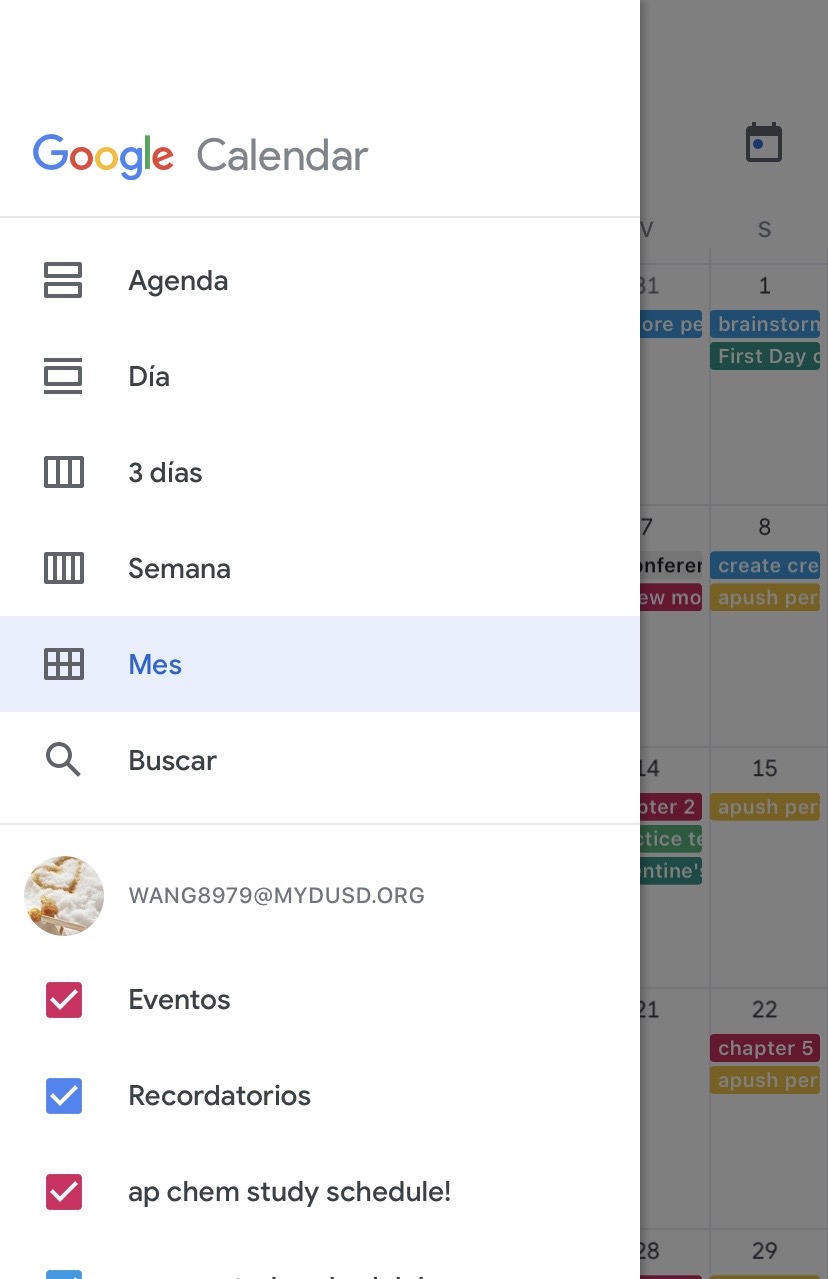 Google Calendar
Agenda
Día
3 días
Semana
Mes
Buscar
WANG8979@MYDUSD.ORG
Eventos
Recordatorios
ap chem study schedule!
V S
31 1
ore pe brainstorm
First Day o
7 8
onferen create cre
ew mo apush per
14 15
pter 2 apush per
ctice te
entine's
21 22
chapter 5
apush per
28 29